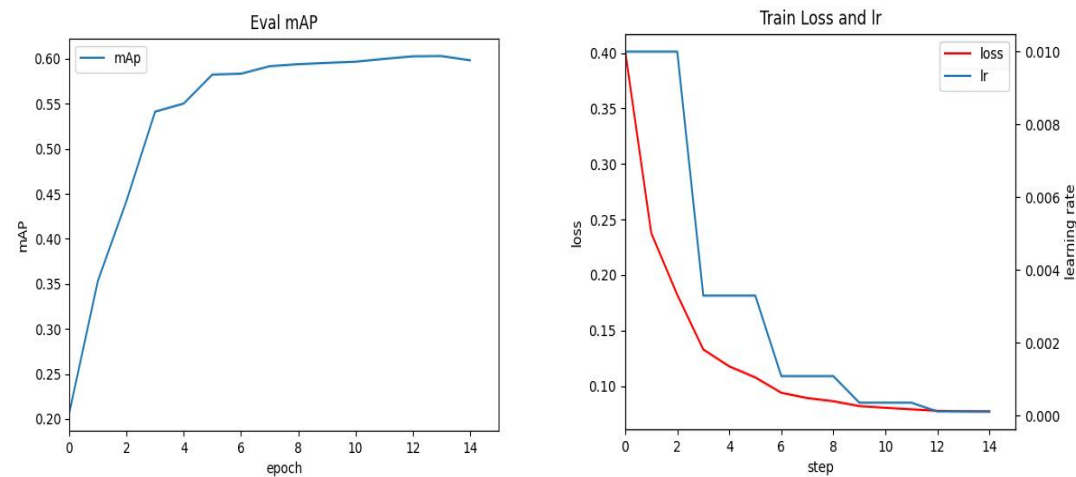 Eval mAP
mAp
0.60
0.55
0.50
0.45
0.40
0.35
0.30
0.25
0.20
mAP
0 2 4 6 8 10 12 14
epoch
Train Loss and lr
loss
lr
0.40
0.35
0.30
0.25
0.20
0.15
0.10
loss
0.010
0.008
0.006
0.004
0.002
0.000
learning rate
0 2 4 6 8 10 12 14
step